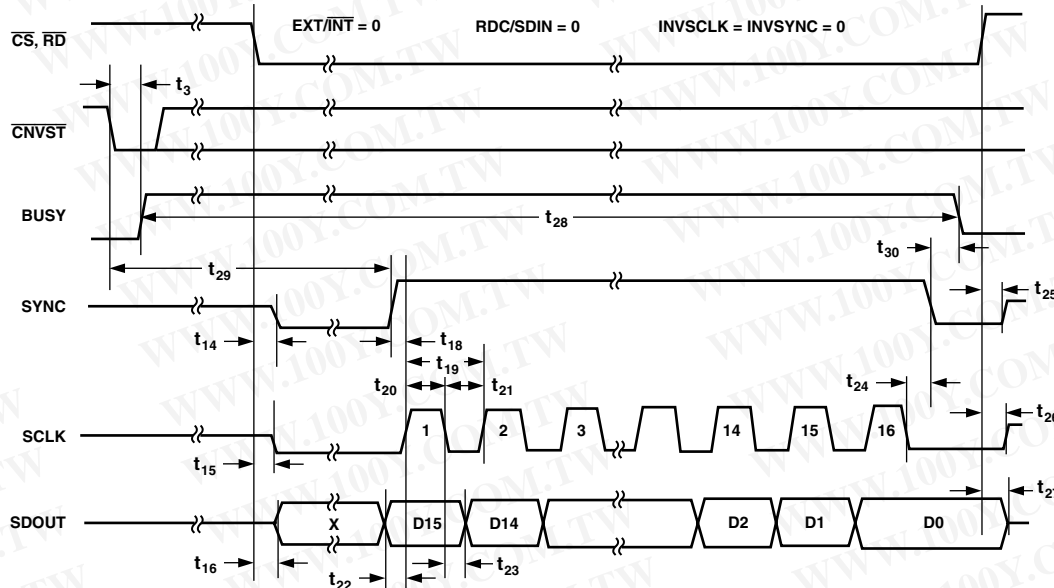 EXT/INT = 0 RDC/SDIN = 0 INVSCLK = INVSYNC = 0
CS, RD
t3
CNVST
BUSY
t28
t30
t29
SYNC
t25
t14
t18
t19
t20
t21
t24
SCLK
1 2 3 14 15 16
t26
t15
t27
SDOUT
X D15 D14 D2 D1 D0
t16
t22
t23
WWW.100Y.COM.TW